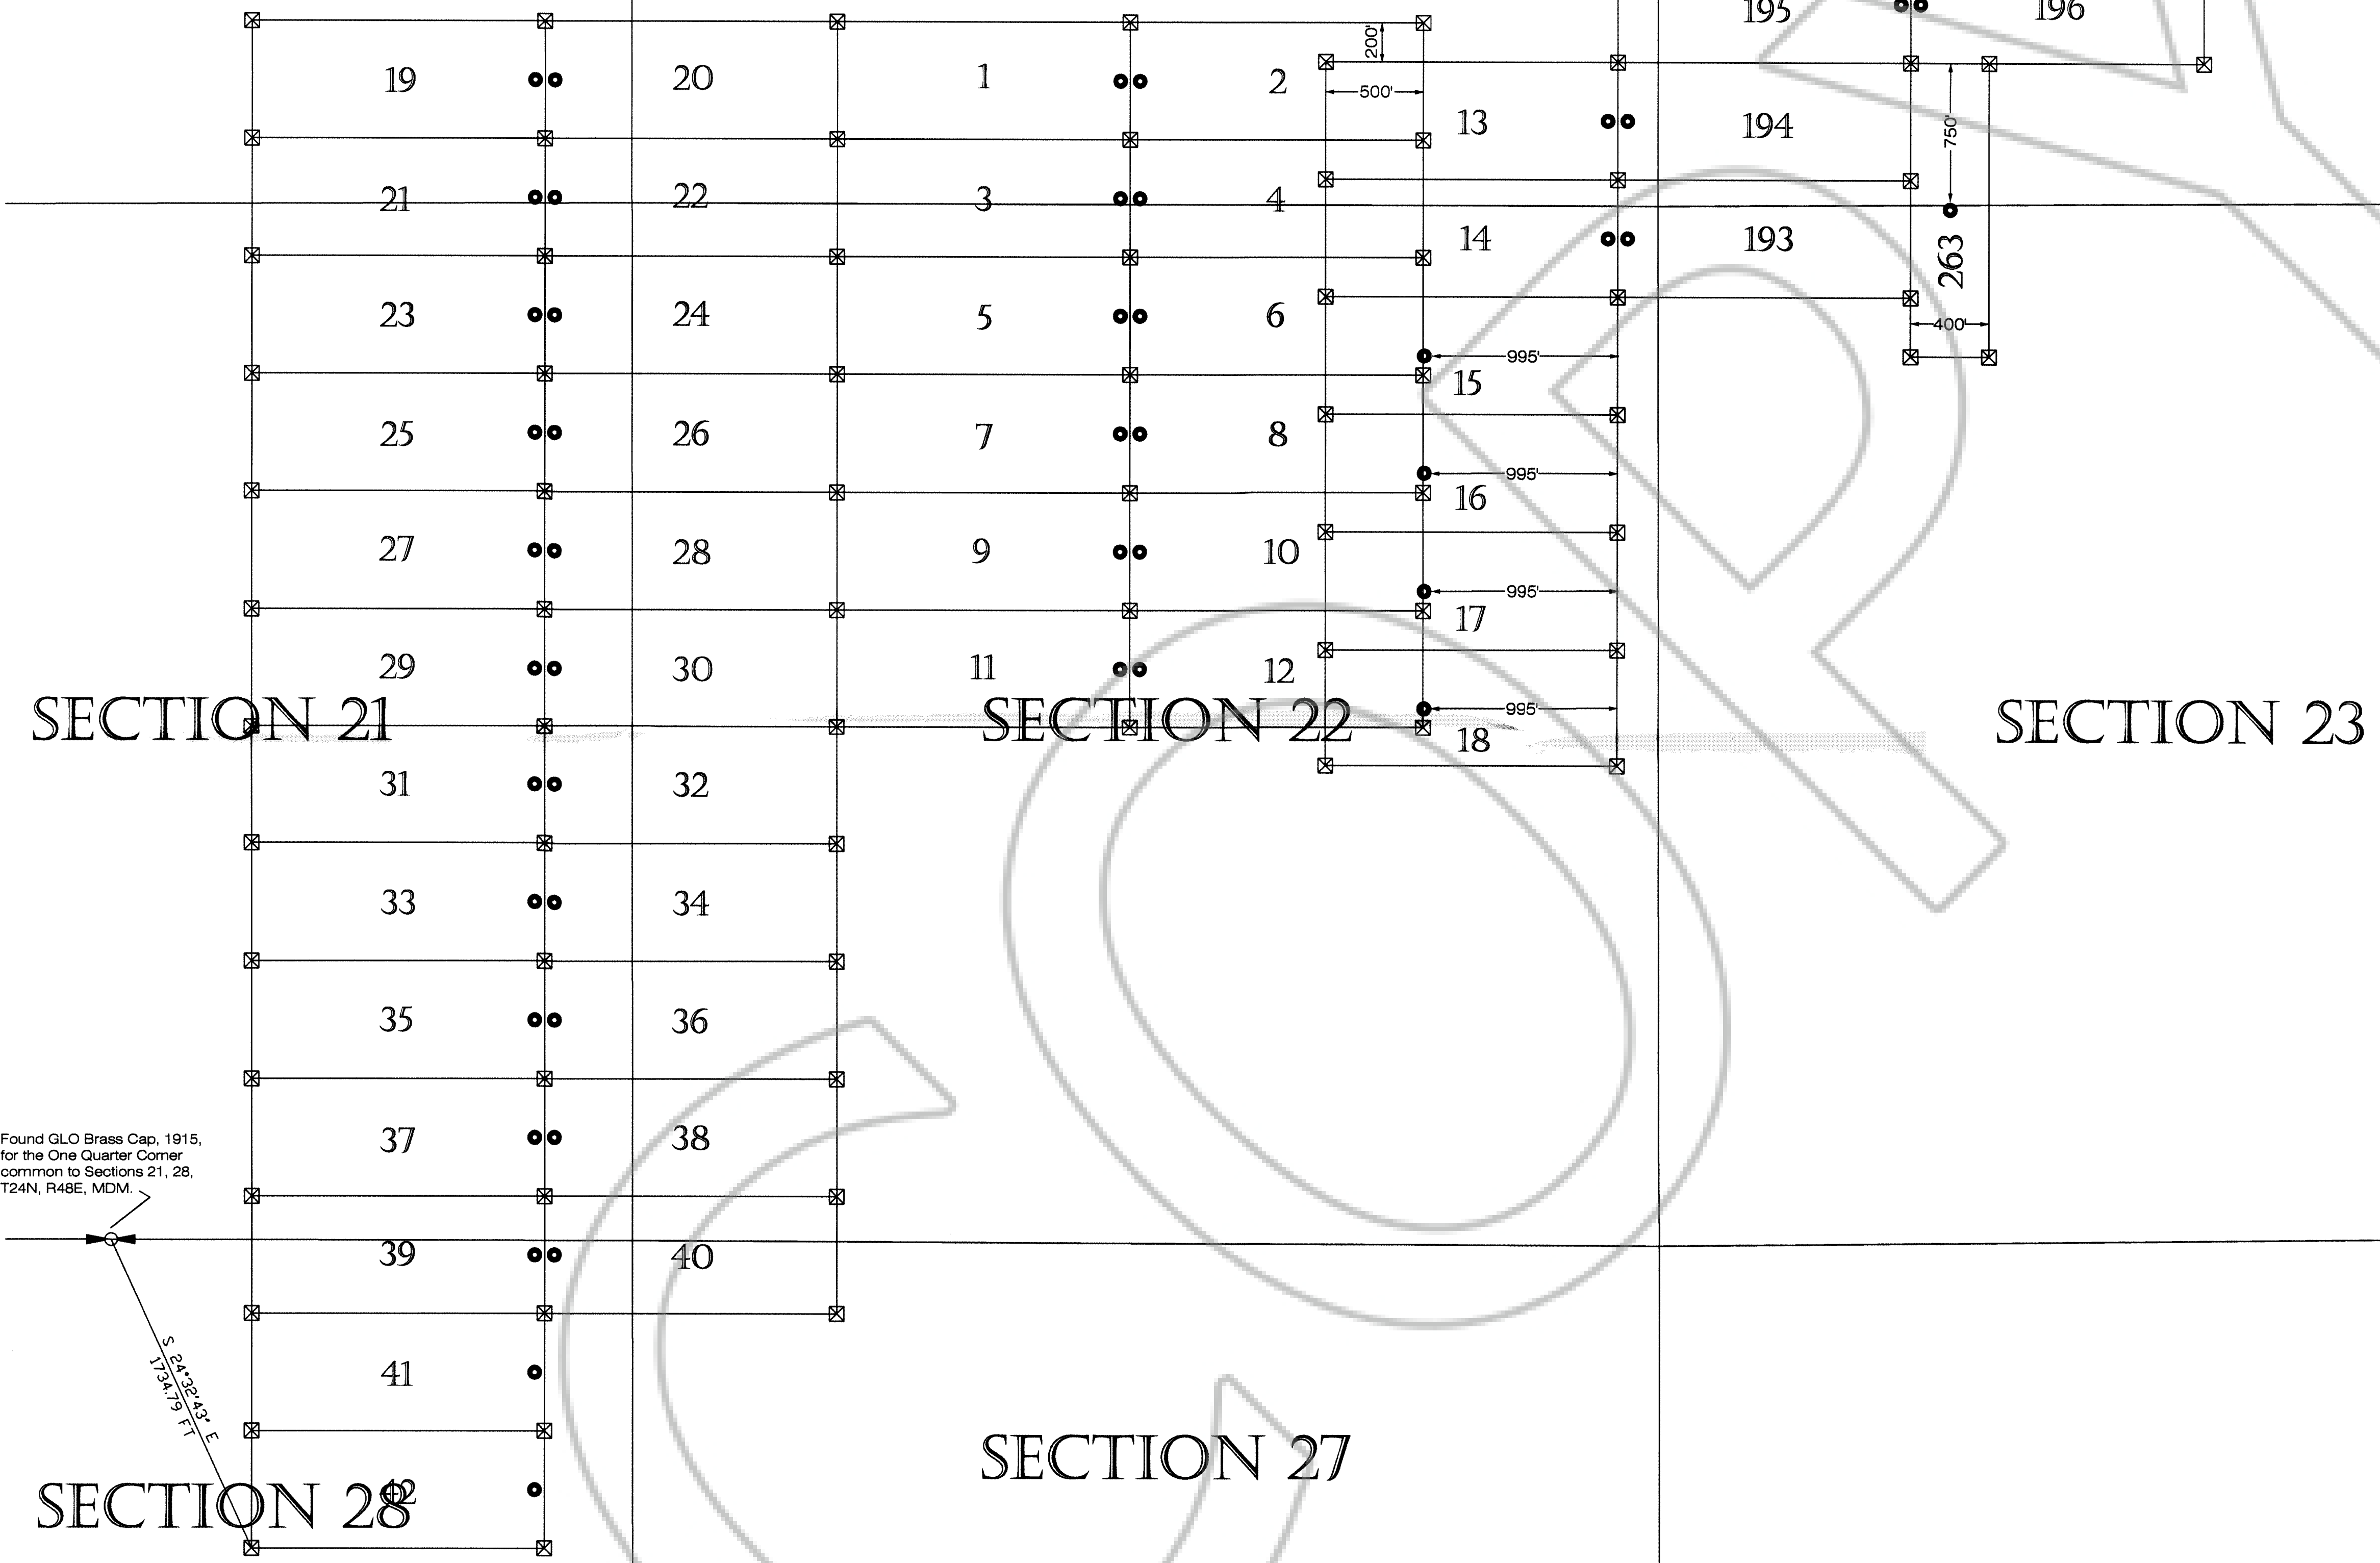 195 196
200'
19 20 1 2
500'
13 194
750'
21 22 3 4
14 193
263
23 24 5 6
400'
995'
15
25 26 7 8
995'
16
27 28 9 10
995'
17
29 30 11 12
995'
SECTION 21 SECTION 22 SECTION 23
18
31 32
33 34
35 36
Found GLO Brass Cap, 1915,
for the One Quarter Corner
common to Sections 21, 28,
T24N, R48E, MDM.
37 38
39 40
41
S 24°32'43" E
1734.79 FT
SECTION 27
42
SECTION 28